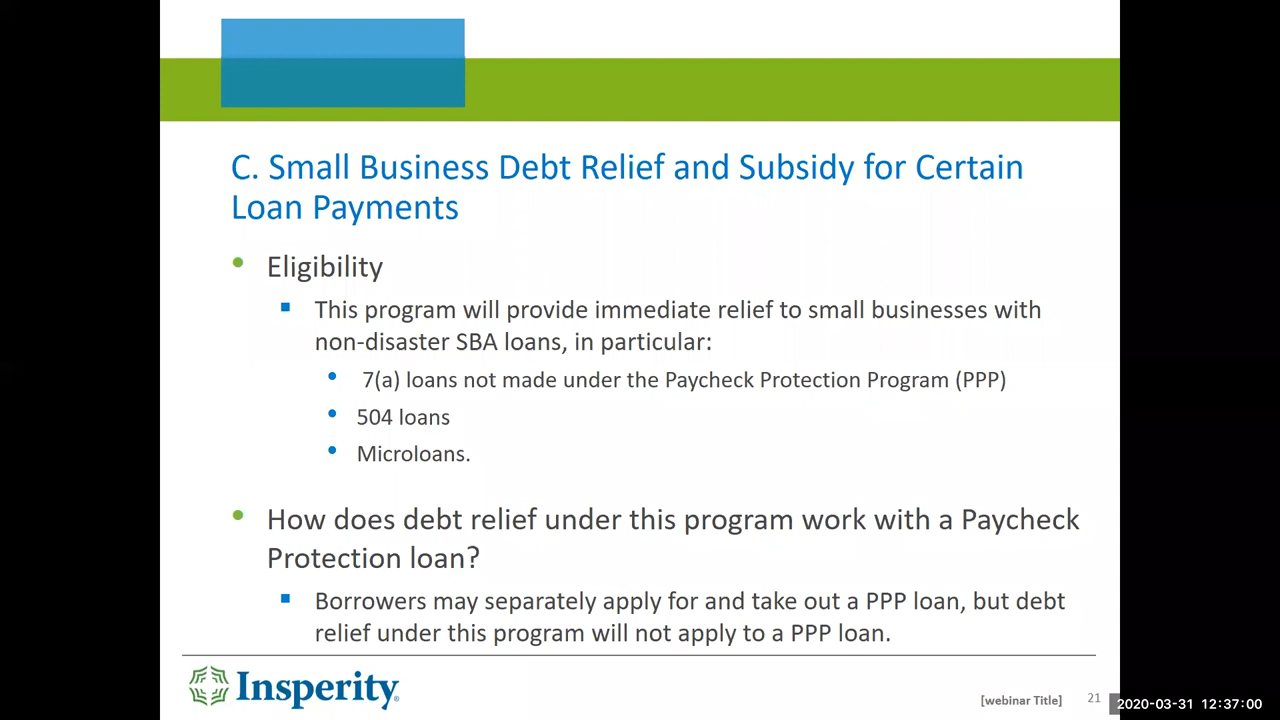 C. Small Business Debt Relief and Subsidy for Certain
Loan Payments
Eligibility
This program will provide immediate relief to small businesses with
non-disaster SBA loans, in particular:
7(a) loans not made under the Paycheck Protection Program (PPP)
504 loans
Microloans.
How does debt relief under this program work with a Paycheck
Protection loan?
Borrowers may separately apply for and take out a PPP loan, but debt
relief under this program will not apply to a PPP loan.
Insperity
[webinar Title]
21
2020-03-31 12:37:00